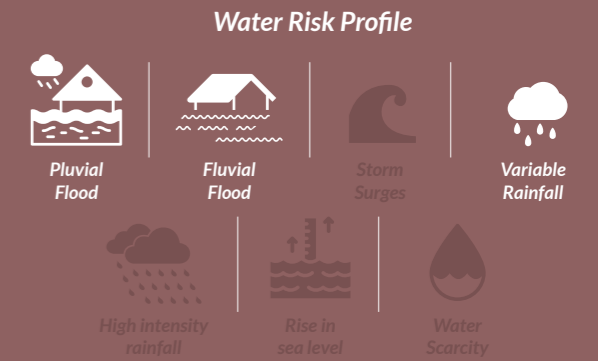 Water Risk Profile
Pluvial
Flood
Fluvial
Flood
Storm
Surges
Variable
Rainfall
High intensity
rainfall
Rise in
sea level
Water
Scarcity